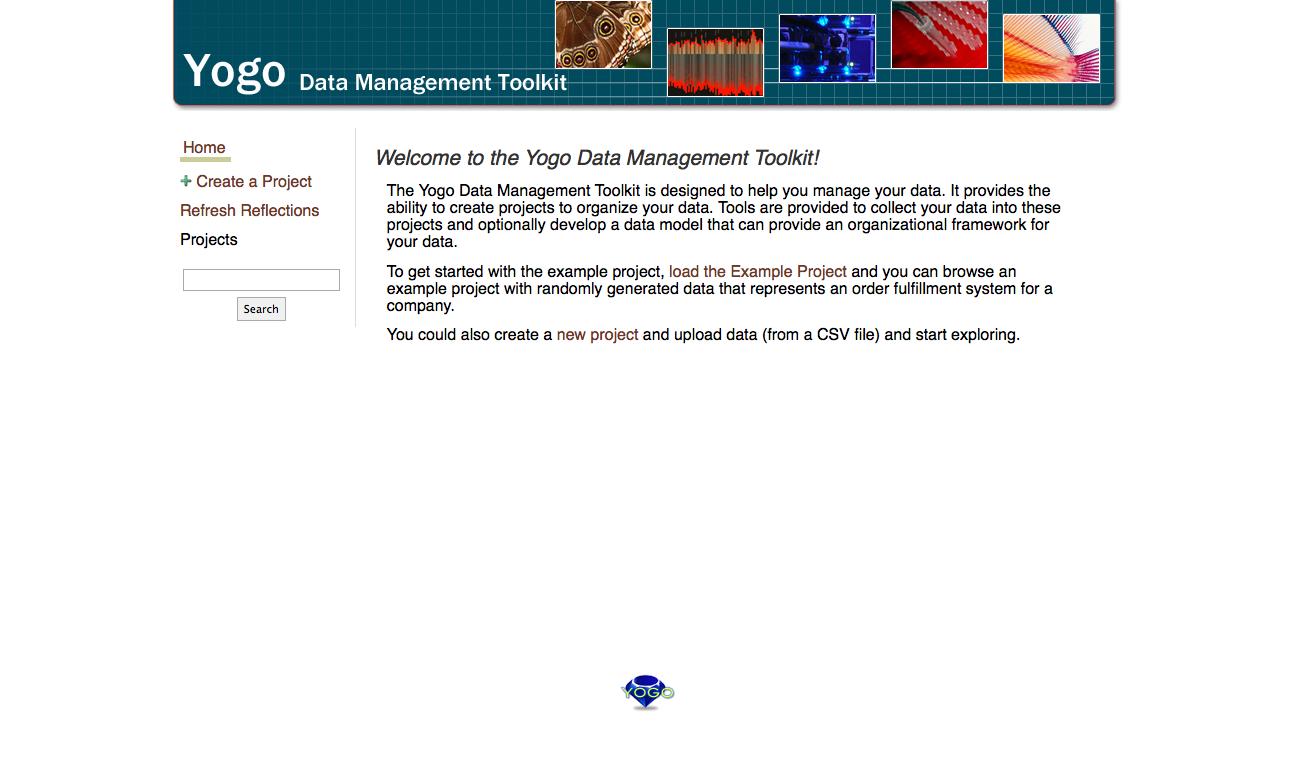 Yogo Data Management Toolkit
Home
Create a Project
Refresh Reflections
Projects
Search
Welcome to the Yogo Data Management Toolkit!
The Yogo Data Management Toolkit is designed to help you manage your data. It provides the
ability to create projects to organize your data. Tools are provided to collect your data into these
projects and optionally develop a data model that can provide an organizational framework for
your data.
To get started with the example project, load the Example Project and you can browse an
example project with randomly generated data that represents an order fulfillment system for a
company.
You could also create a new project and upload data (from a CSV file) and start exploring.
YOGO